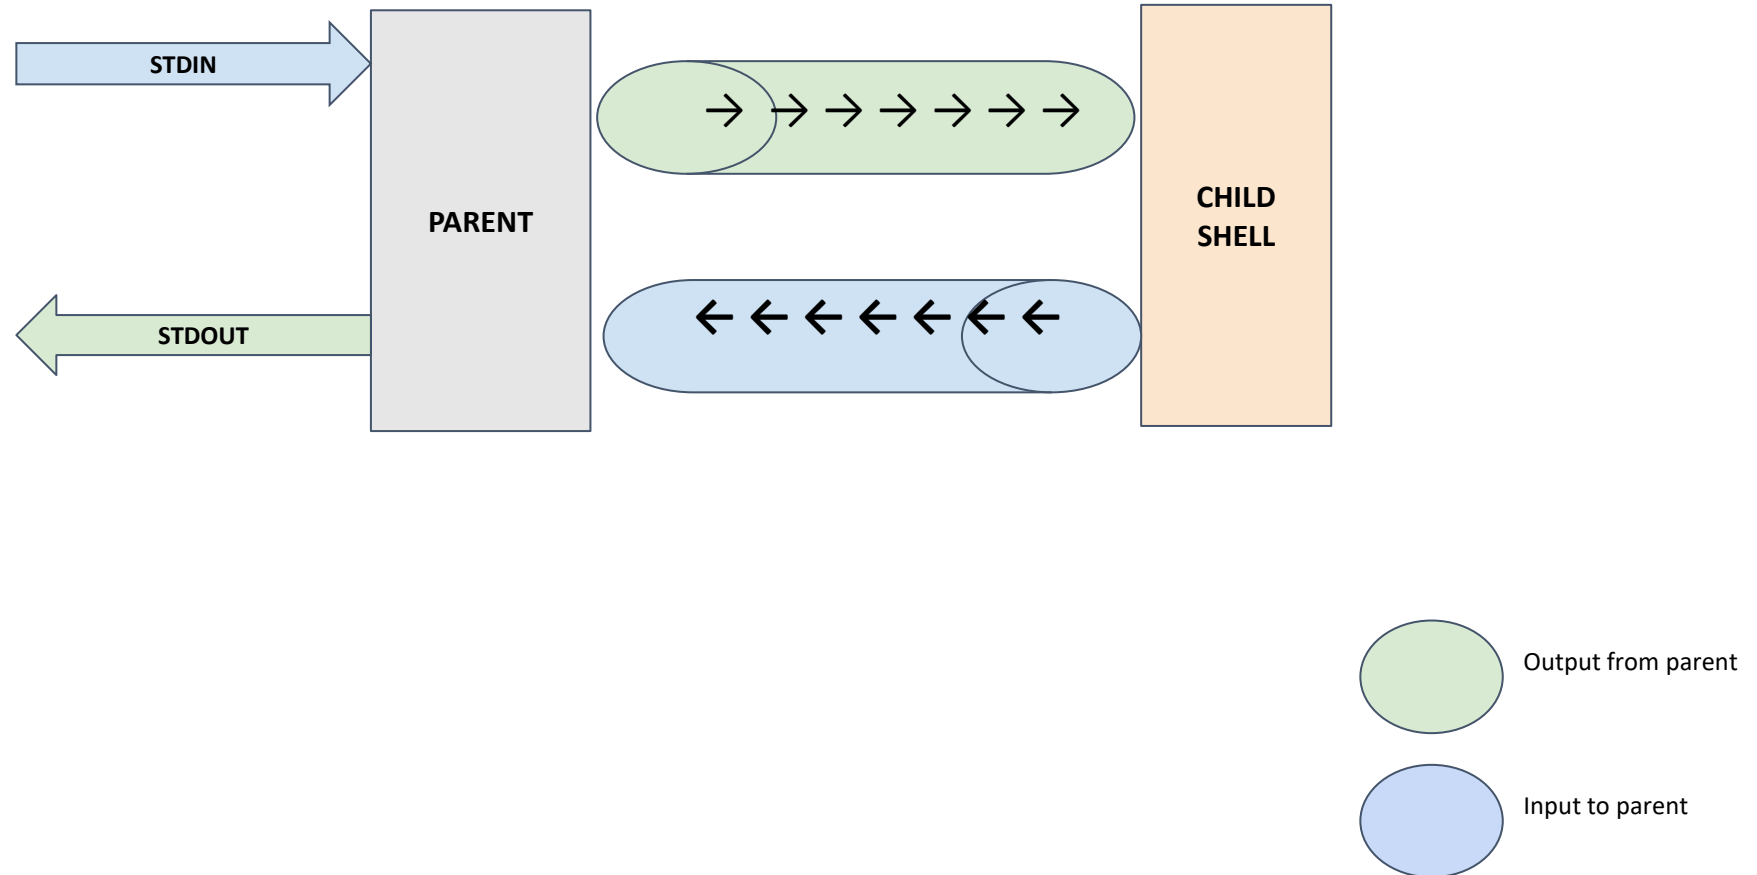 STDIN
PARENT
CHILD
SHELL
STDOUT
Output from parent
Input to parent